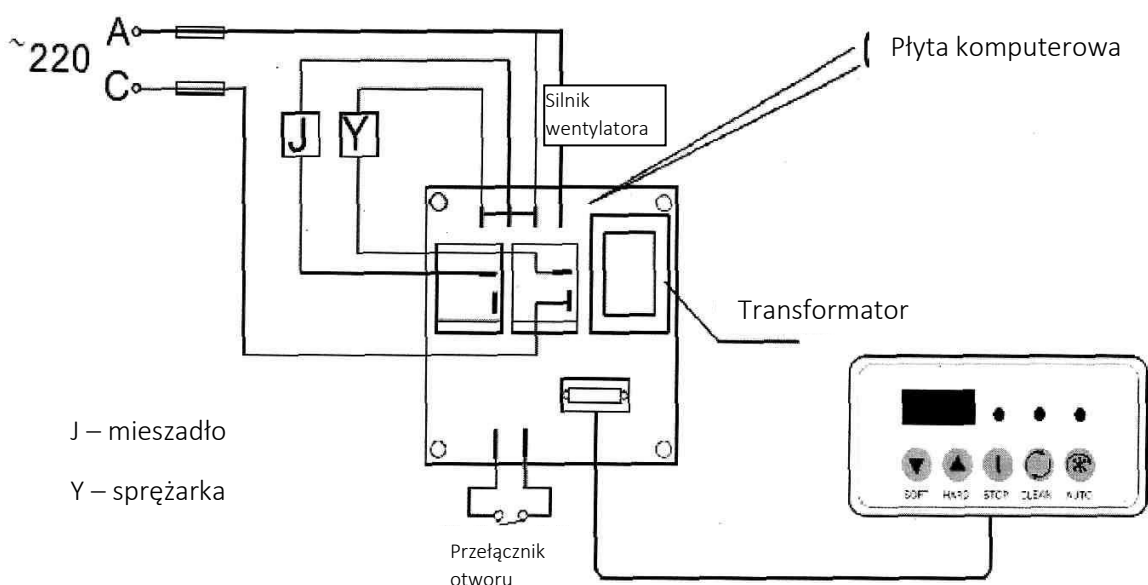 ~220
A
C
J
Y
Silnik
wentylatora
Płyta komputerowa
Transformator
J – mieszadło
Y – sprężarka
Przełącznik
otworu
SOFT HARD STOP CLEAN AUTO